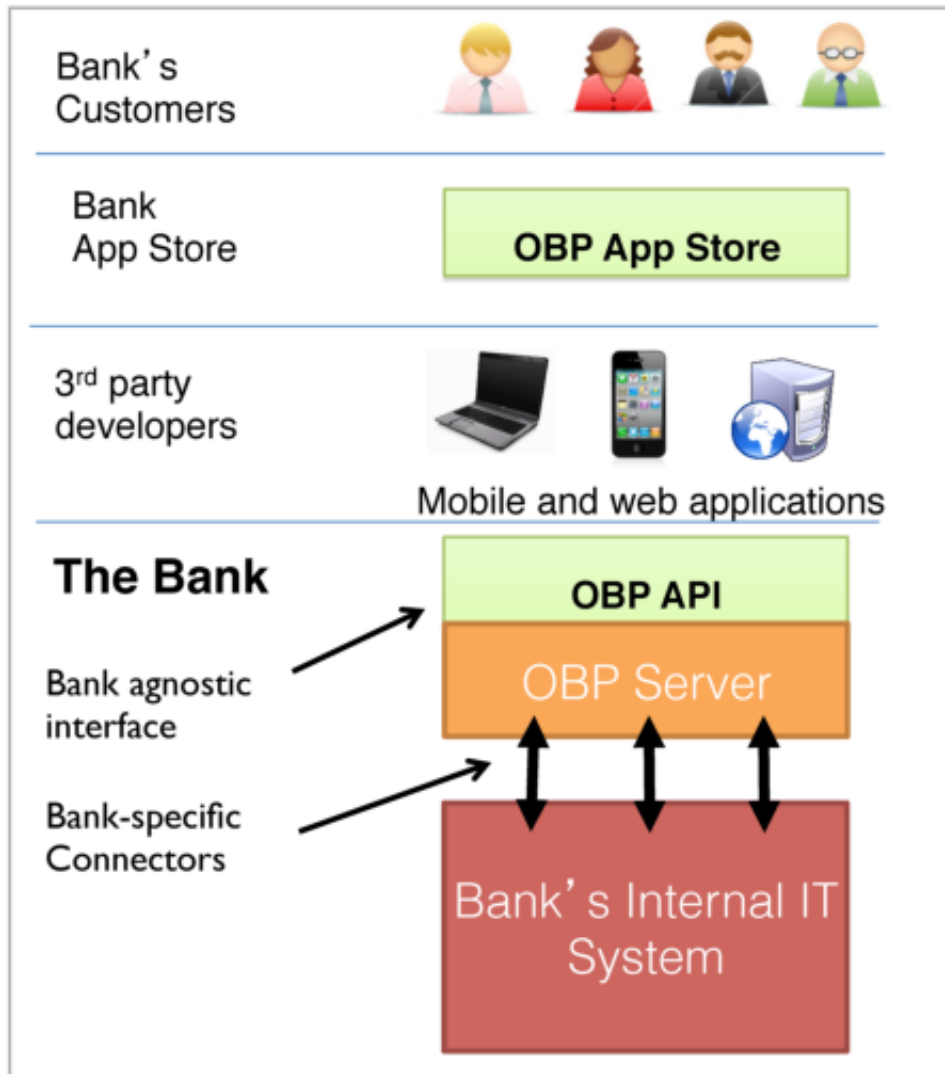 Bank's
Customers
Bank
App Store
OBP App Store
3rd party
developers
Mobile and web applications
The Bank
OBP API
Bank agnostic
interface
OBP Server
Bank-specific
Connectors
Bank's Internal IT
System